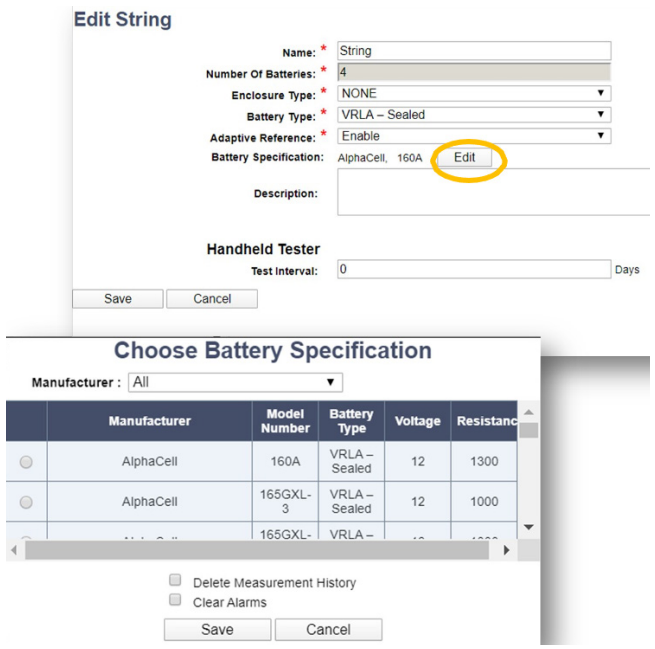 Edit String
Name: * String
Number Of Batteries: * 4
Enclosure Type: * NONE
Battery Type: * VRLA – Sealed
Adaptive Reference: * Enable
Battery Specification: AlphaCell, 160A Edit
Description:
Handheld Tester
Test Interval: 0 Days
Save Cancel
Choose Battery Specification
Manufacturer : All
Manufacturer Model Number Battery Type Voltage Resistanc
AlphaCell 160A VRLA – Sealed 12 1300
AlphaCell 165GXL-3 VRLA – Sealed 12 1000
165GXL- VRLA –
Delete Measurement History
Clear Alarms
Save Cancel